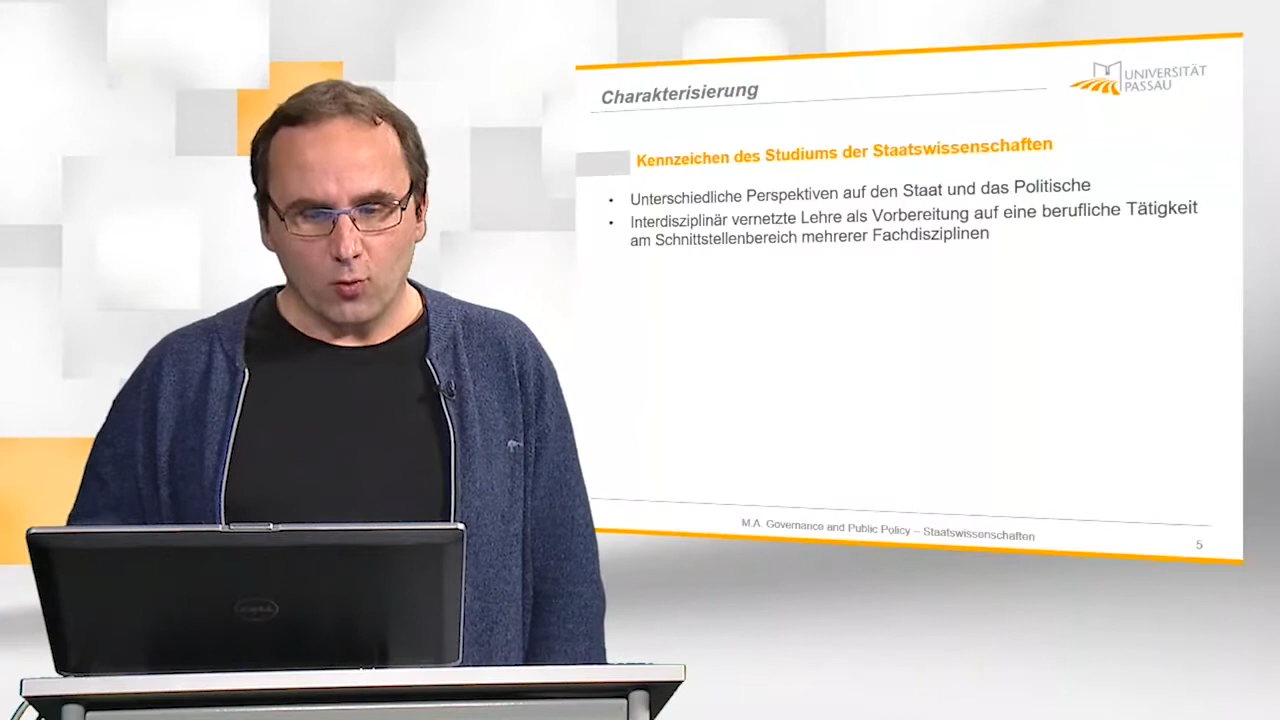 Charakterisierung
UNIVERSITÄT
PASSAU
Kennzeichen des Studiums der Staatswissenschaften
• Unterschiedliche Perspektiven auf den Staat und das Politische
• Interdisziplinär vernetzte Lehre als Vorbereitung auf eine berufliche Tätigkeit
am Schnittstellenbereich mehrerer Fachdisziplinen
M.A. Governance and Public Policy – Staatswissenschaften
5
DELL